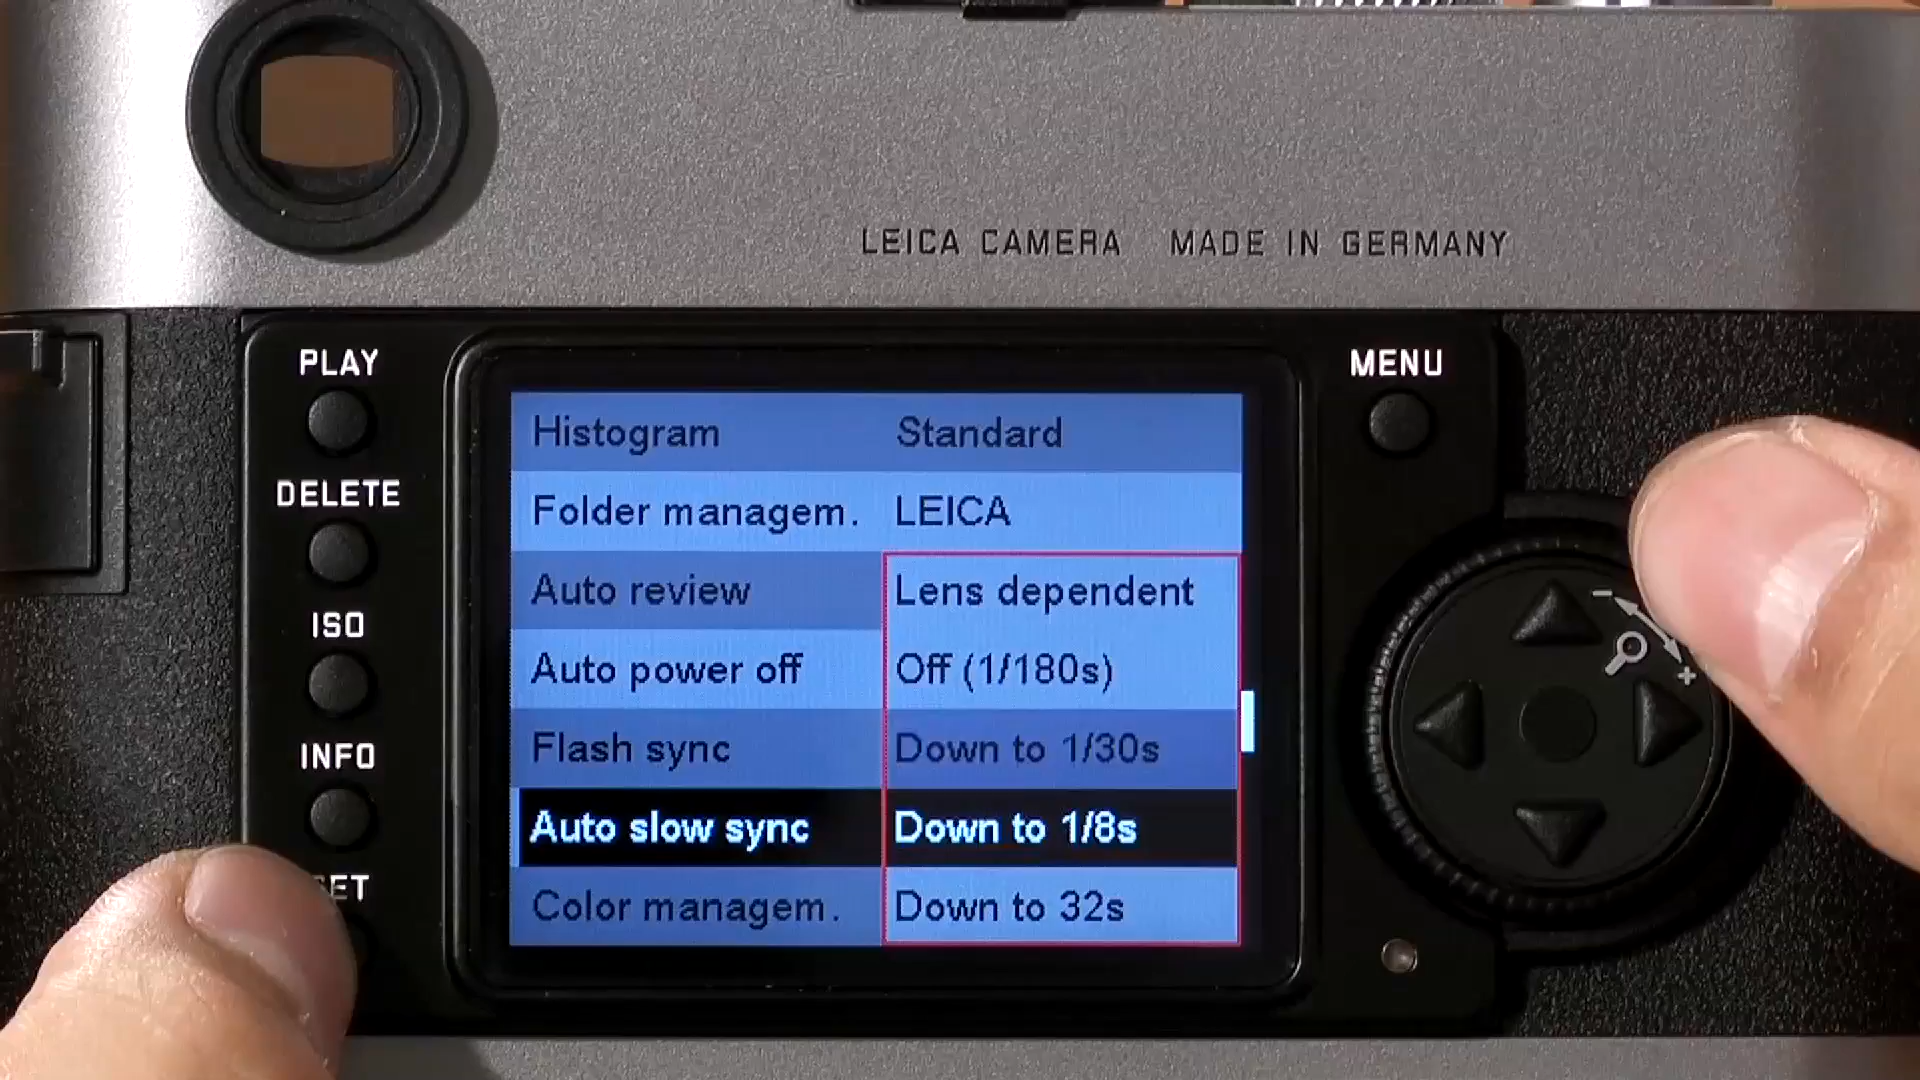 LEICA CAMERA MADE IN GERMANY
PLAY
DELETE
ISO
INFO
MENU
Histogram Standard
Folder managem. LEICA
Auto review Lens dependent
Auto power off Off (1/180s)
Flash sync Down to 1/30s
Auto slow sync Down to 1/8s
Color managem. Down to 32s
- +